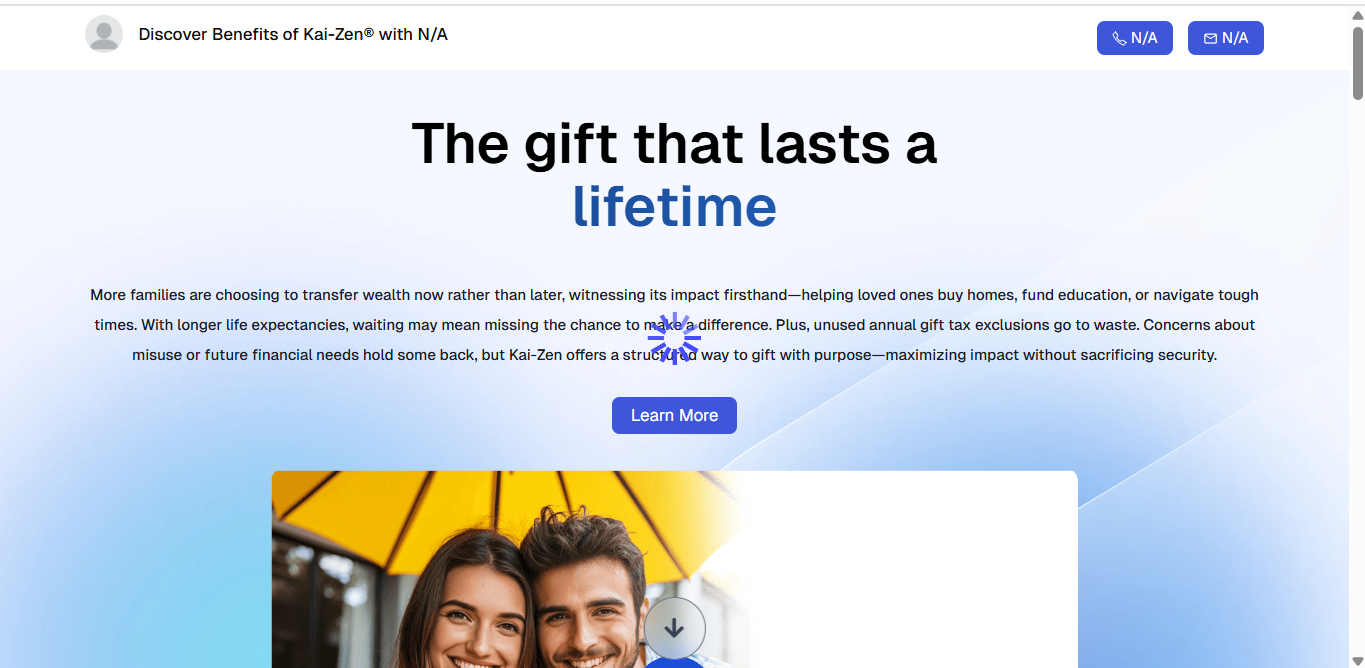 Discover Benefits of Kai-Zen® with N/A
N/A
N/A
The gift that lasts a
lifetime
More families are choosing to transfer wealth now rather than later, witnessing its impact firsthand—helping loved ones buy homes, fund education, or navigate tough
times. With longer life expectancies, waiting may mean missing the chance to make a difference. Plus, unused annual gift tax exclusions go to waste. Concerns about
misuse or future financial needs hold some back, but Kai-Zen offers a structured way to gift with purpose—maximizing impact without sacrificing security.
Learn More